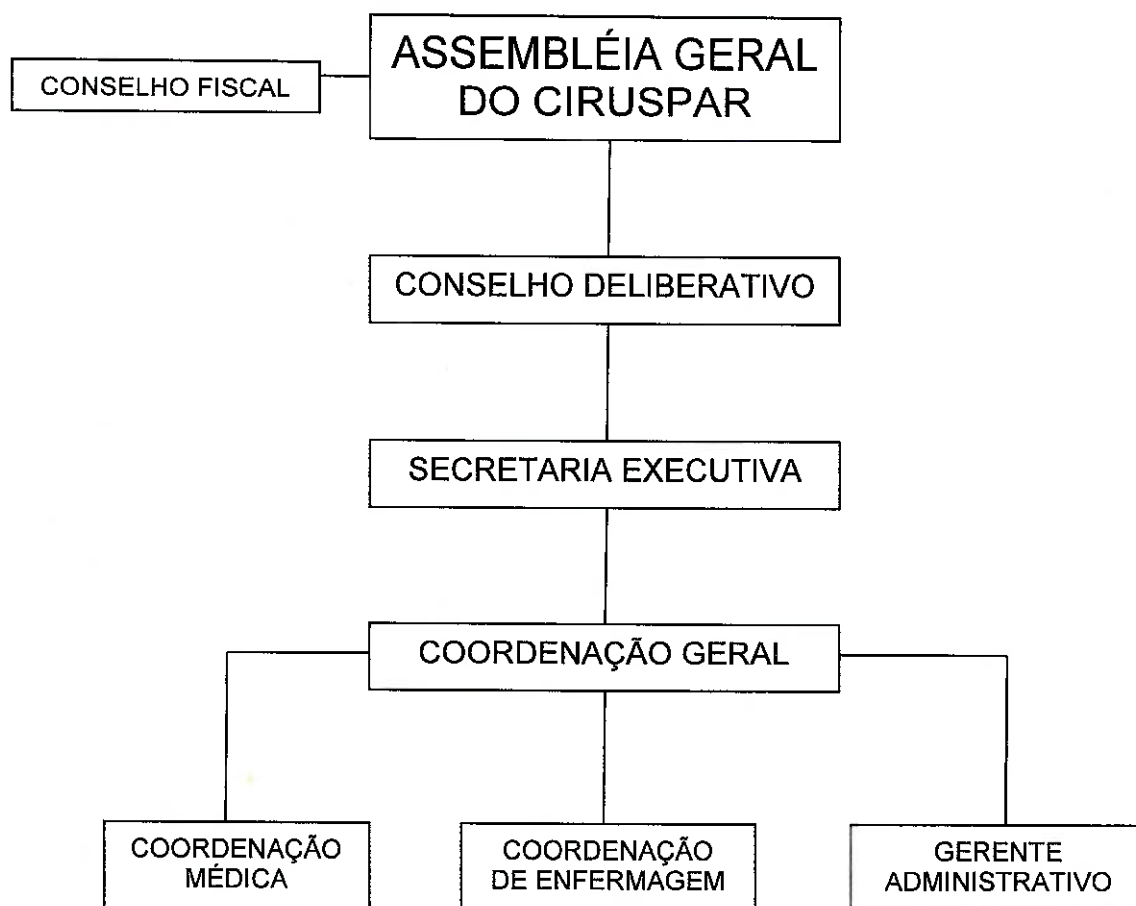 ASSEMBLÉIA GERAL
DO CIRUSPAR
CONSELHO FISCAL
CONSELHO DELIBERATIVO
SECRETARIA EXECUTIVA
COORDENAÇÃO GERAL
COORDENAÇÃO
MÉDICA
COORDENAÇÃO
DE ENFERMAGEM
GERENTE
ADMINISTRATIVO